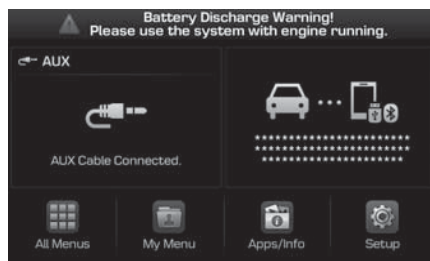 Battery Discharge Warning!
Please use the system with engine running.
AUX
AUX Cable Connected.
***********************
***********************
*********************
All Menus
My Menu
Apps/Info
Setup